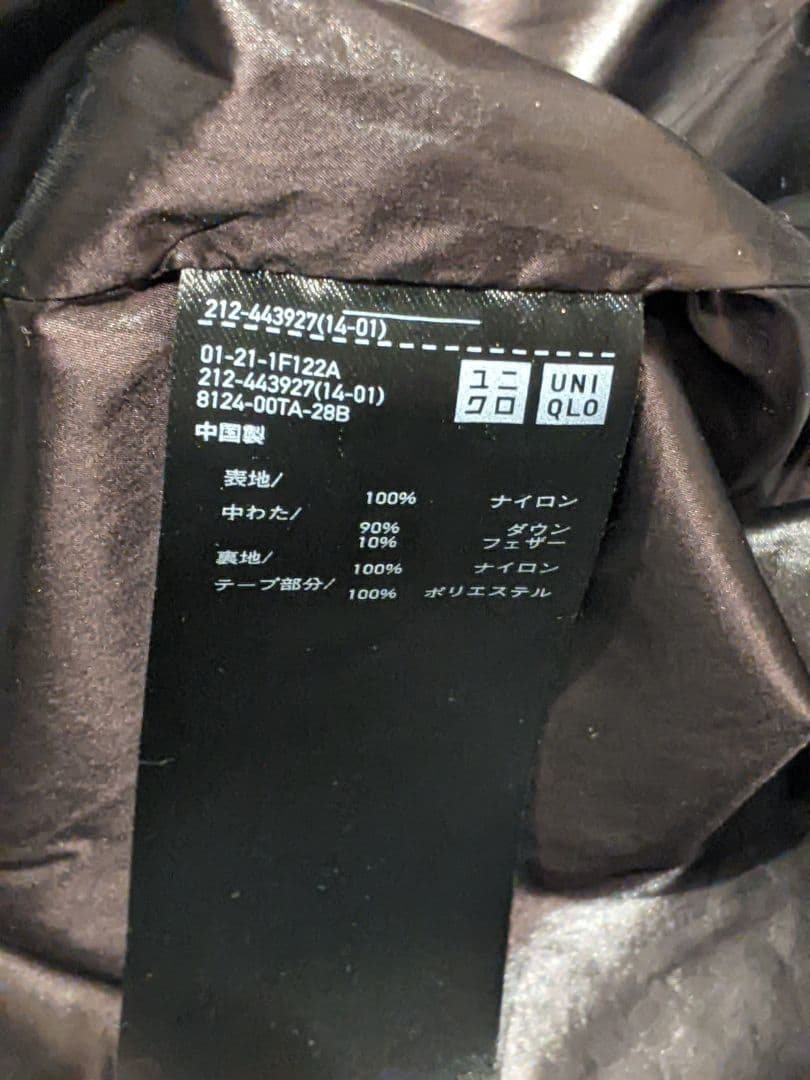 212-443927(14-01)
01-21-1F122A
212-443927(14-01)
8124-00TA-28B
中国製
ユニ
クロ
UNI
QLO
表地/
100% ナイロン
中わた/
90% ダウン
10% フェザー
裏地/
100% ナイロン
テープ部分/
100% ポリエステル